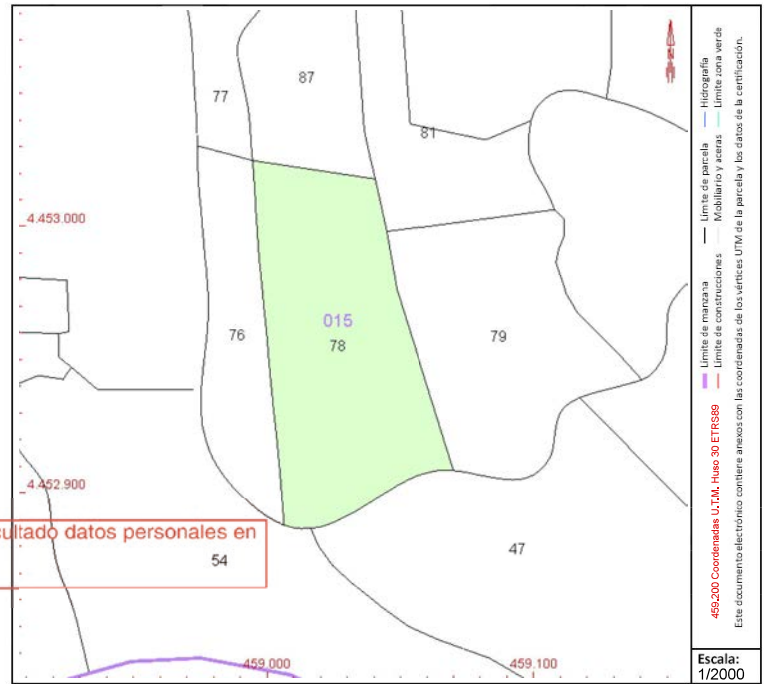 77
87
81
4.453.000
015
78
76
79
4.452.900
cultado datos personales en
54
47
459.000
459.100
Límite de manzana
Límite de parcela
Hidrografía
Límite de construcciones
Mobiliario y aceras
Límite zona verde
459.200 Coordenadas U.T.M. Huso 30 ETRS89
Este documento electrónico contiene anexos con las coordenadas de los vértices UTM de la parcela y los datos de la certificación.
Escala:
1/2000